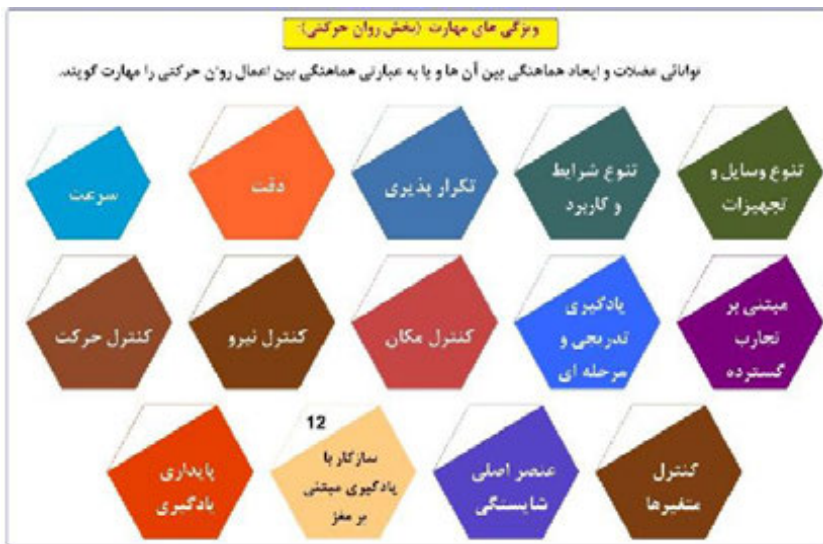 ویژگی های مهارت (بخش روان حرکتی):
توانائی عضلات و ایجاد هماهنگی بین آن ها و یا به عبارتی هماهنگی بین اعمال روان حرکتی را مهارت گویند.
تنوع وسایل و
تجهیزات
تنوع شرایط
و کاربرد
تکرار پذیری
دقت
سرعت
مبتنی بر
تجارب
گسترده
یادگیری
تدریجی و
مرحله ای
کنترل مکان
کنترل نیرو
کنترل حرکت
کنترل
متغیرها
عنصر اصلی
شایستگی
12
سازگار با
یادگیری مبتنی
بر مغز
پایداری
یادگیری